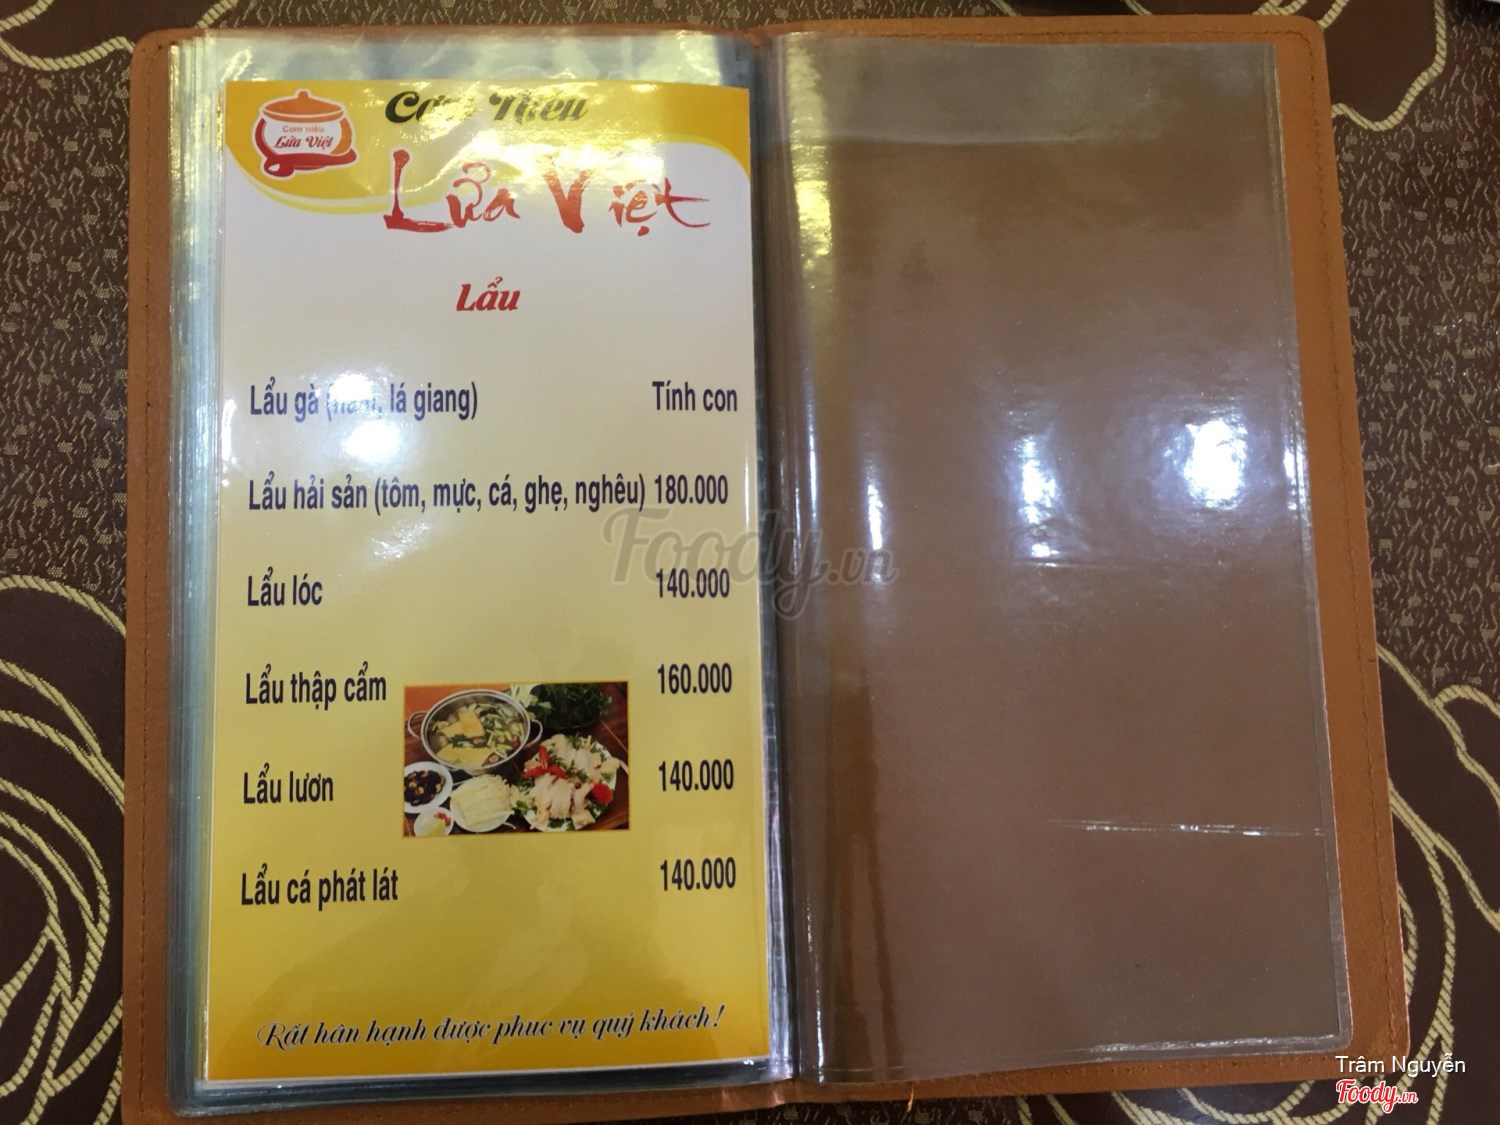 Cơm niêu
Lửa Việt
Cơm Niêu
Lửa Việt
Lẩu
Lẩu gà (nấm, lá giang) Tính con
Lẩu hải sản (tôm, mực, cá, ghẹ, nghêu) 180.000
Lẩu lóc 140.000
Lẩu thập cẩm 160.000
Lẩu lươn 140.000
Lẩu cá phát lát 140.000
Rất hân hạnh được phục vụ quý khách!
Foody.vn
Trâm Nguyễn
Foody.vn